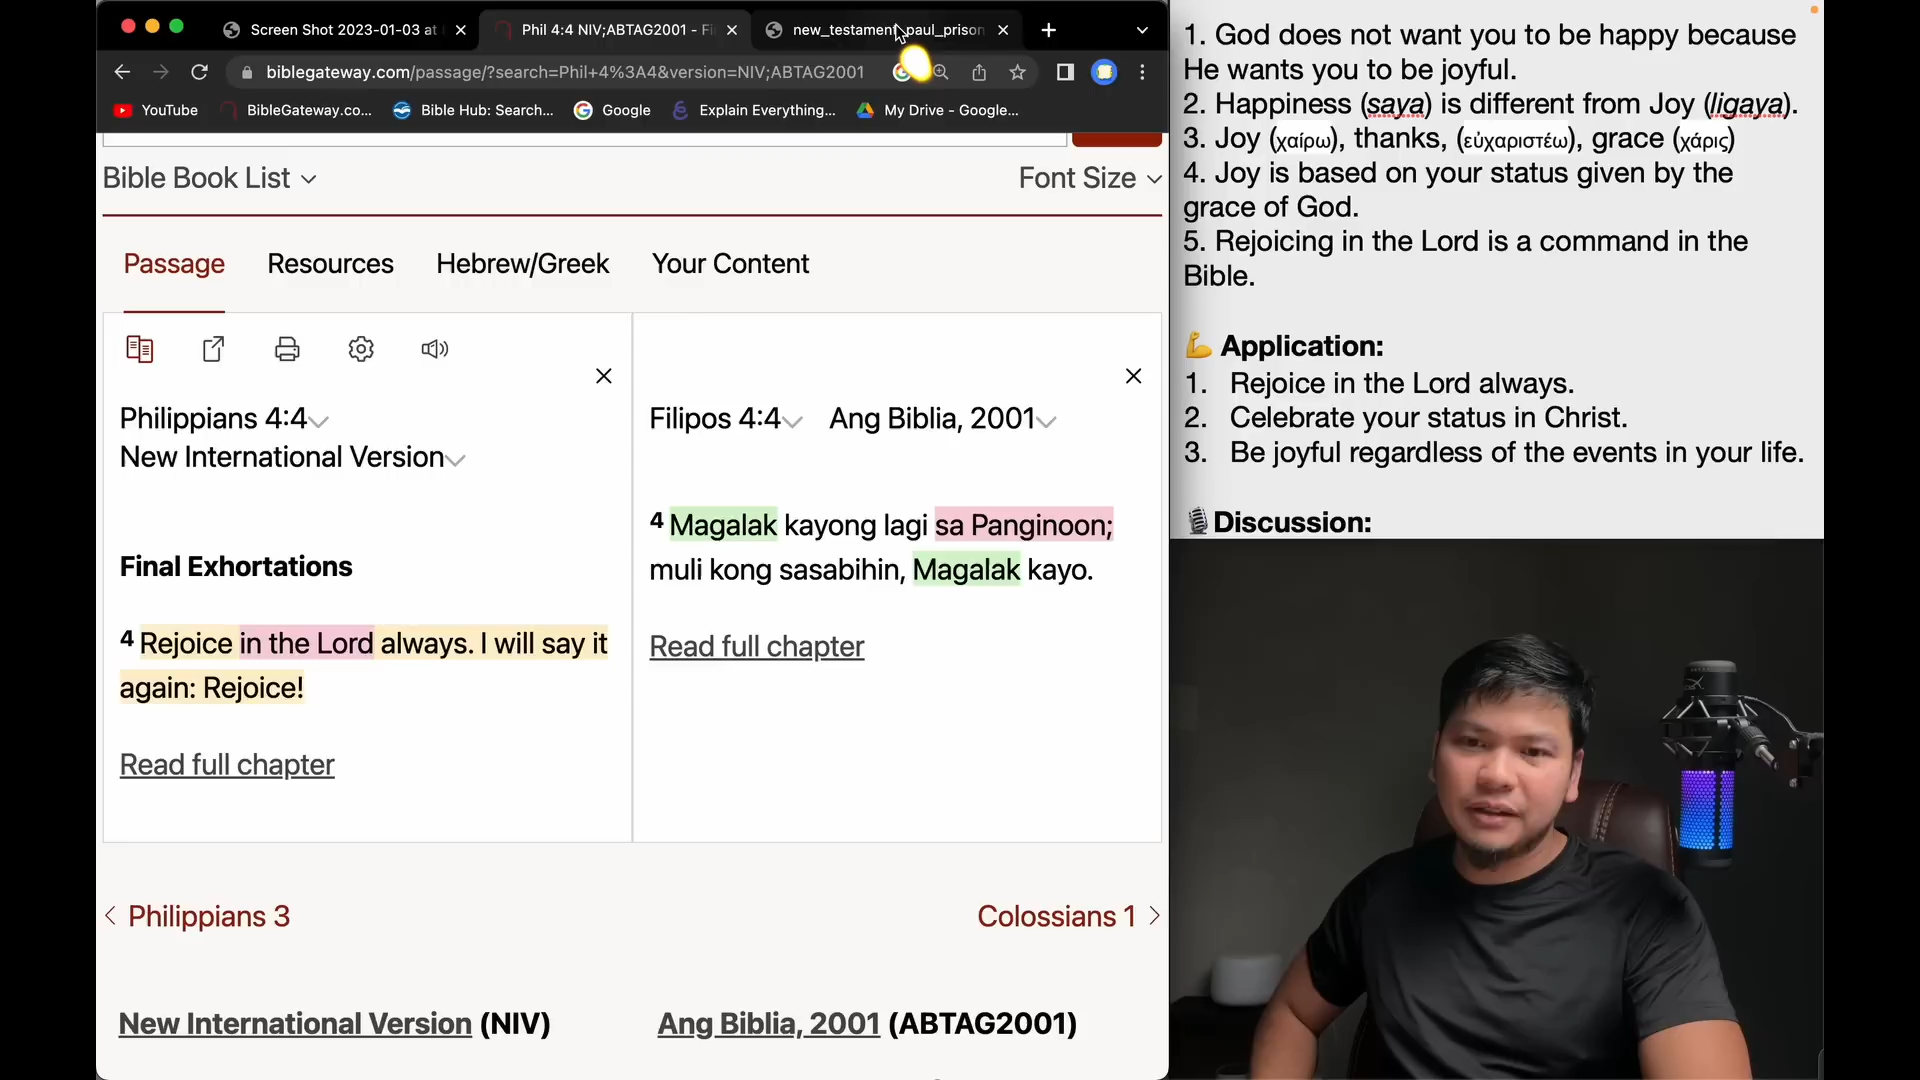 Screen Shot 2023-01-03 at
Phil 4:4 NIV;ABTAG2001 - Fi
new_testament_paul_prison
biblegateway.com/passage/?search=Phil+4%3A4&version=NIV;ABTAG2001
YouTube
BibleGateway.co...
Bible Hub: Search...
Google
Explain Everything...
My Drive - Google...
Bible Book List
Font Size
Passage
Resources
Hebrew/Greek
Your Content
Philippians 4:4
New International Version
Final Exhortations
4 Rejoice in the Lord always. I will say it
again: Rejoice!
Read full chapter
Filipos 4:4 Ang Biblia, 2001
4 Magalak kayong lagi sa Panginoon;
muli kong sasabihin, Magalak kayo.
Read full chapter
Philippians 3
Colossians 1
New International Version (NIV)
Ang Biblia, 2001 (ABTAG2001)
1. God does not want you to be happy because
He wants you to be joyful.
2. Happiness (saya) is different from Joy (ligaya).
3. Joy (χαίρω), thanks, (εὐχαριστέω), grace (χάρις)
4. Joy is based on your status given by the
grace of God.
5. Rejoicing in the Lord is a command in the
Bible.
💪 Application:
1. Rejoice in the Lord always.
2. Celebrate your status in Christ.
3. Be joyful regardless of the events in your life.
🎙Discussion: